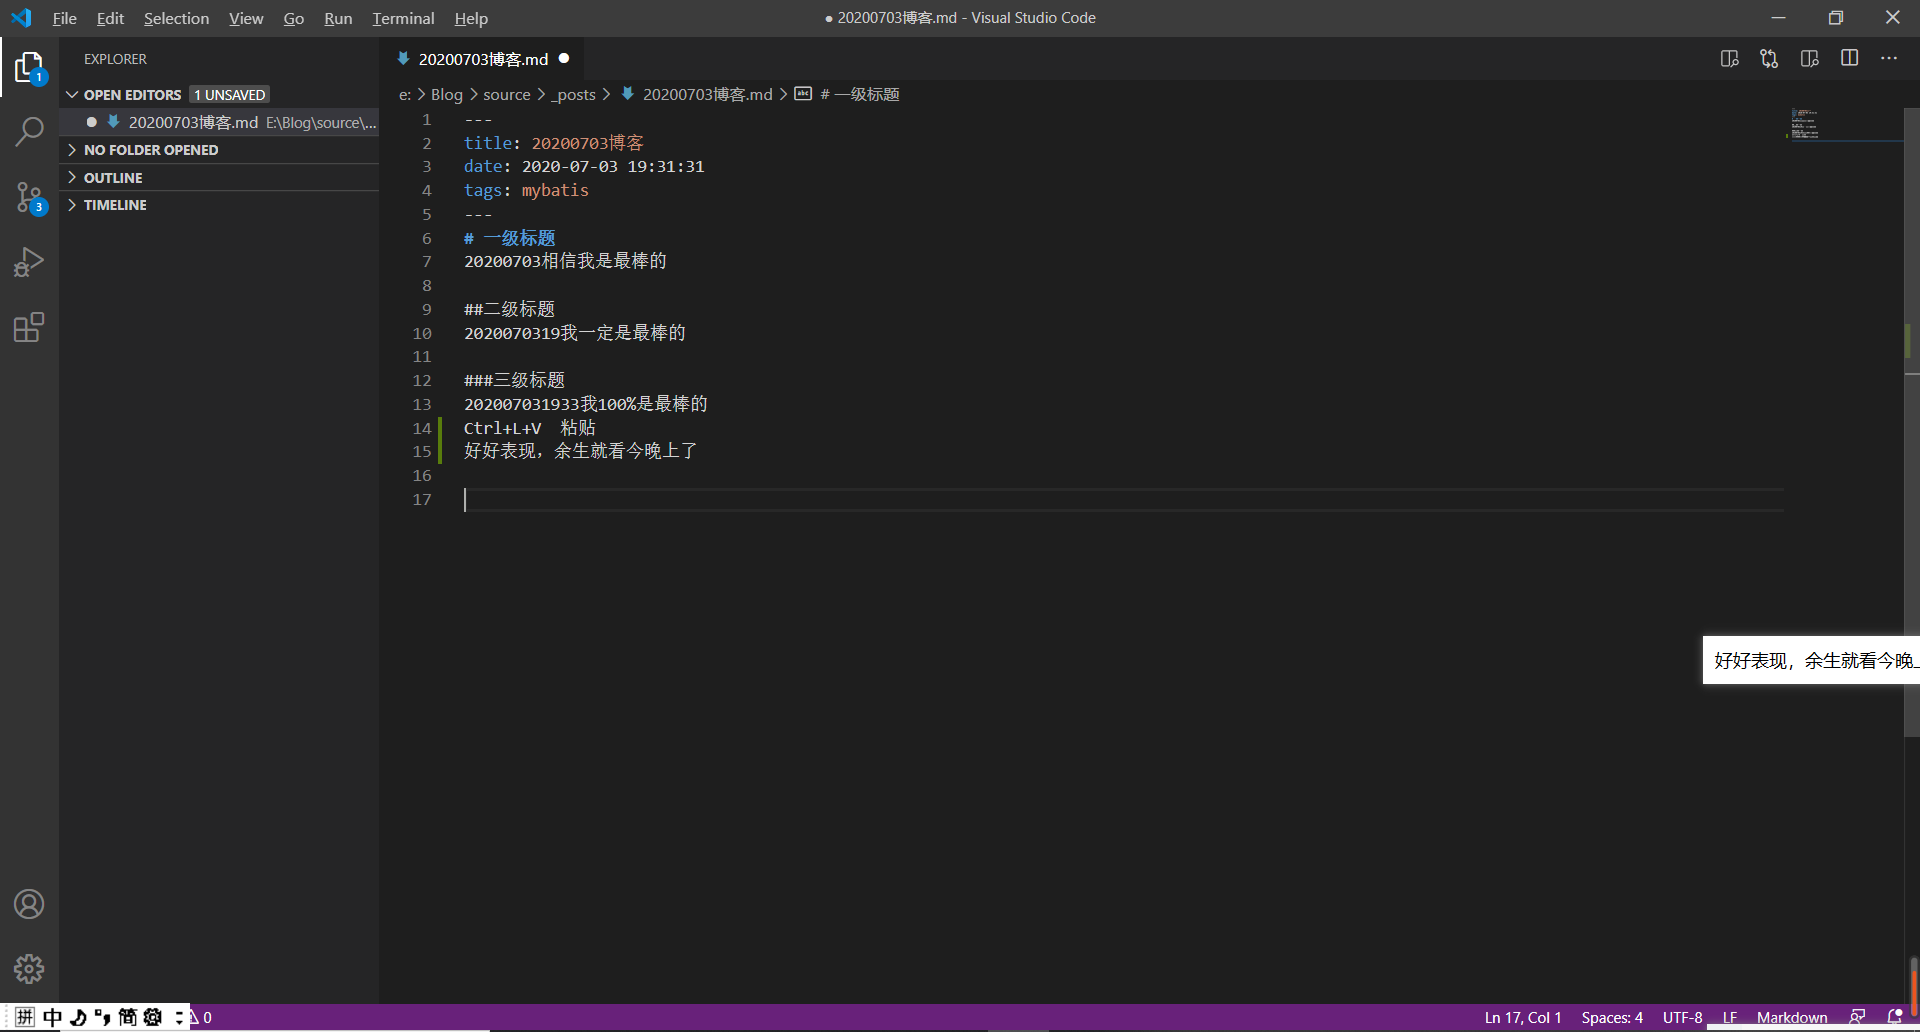 File Edit Selection View Go Run Terminal Help
● 20200703博客.md - Visual Studio Code
EXPLORER
OPEN EDITORS 1 UNSAVED
20200703博客.md E:\Blog\source\...
NO FOLDER OPENED
OUTLINE
TIMELINE
1
3
20200703博客.md
e: > Blog > source > _posts > 20200703博客.md > abc # 一级标题
1 ---
2 title: 20200703博客
3 date: 2020-07-03 19:31:31
4 tags: mybatis
5 ---
6 # 一级标题
7 20200703相信我是最棒的
8
9 ##二级标题
10 2020070319我一定是最棒的
11
12 ###三级标题
13 202007031933我100%是最棒的
14 Ctrl+L+V  粘贴
15 好好表现，余生就看今晚上了
16
17
好好表现，余生就看今晚
拼 中 简
0
Ln 17, Col 1 Spaces: 4 UTF-8 LF Markdown